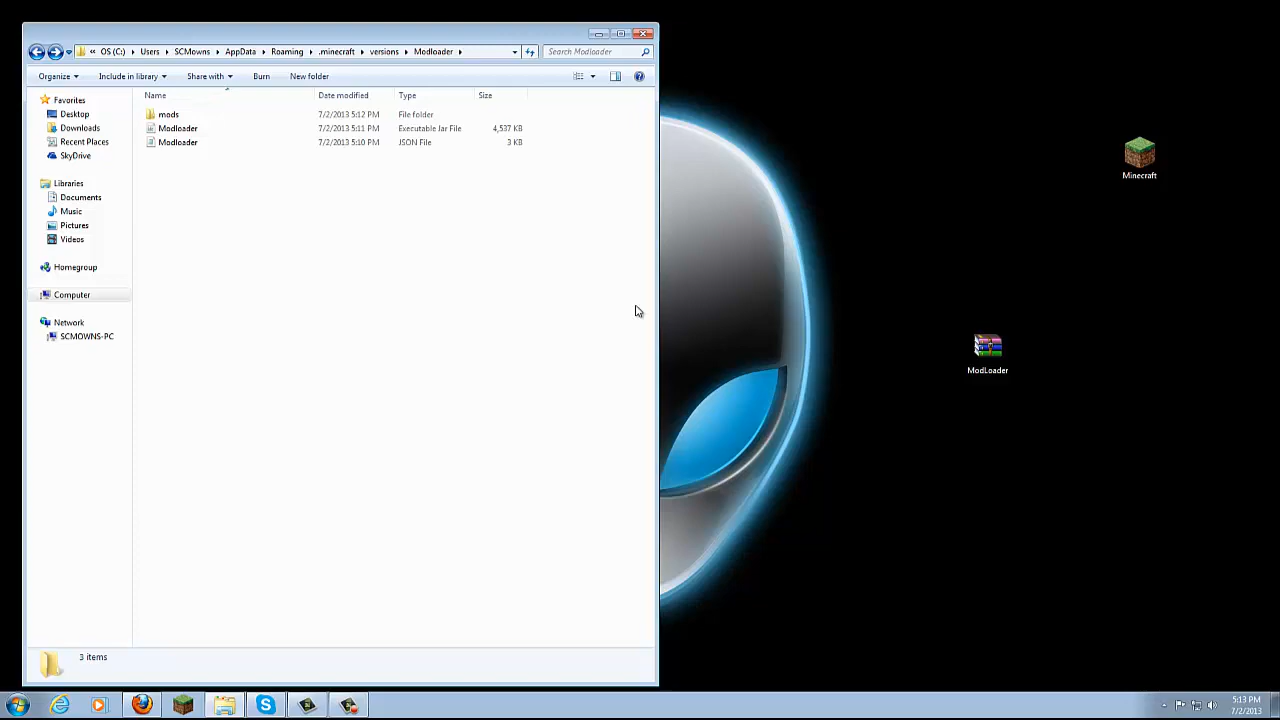 « OS (C:) ▸ Users ▸ SCMowns ▸ AppData ▸ Roaming ▸ .minecraft ▸ versions ▸ Modloader ▸
Search Modloader
Organize Include in library Share with Burn New folder
Name Date modified Type Size
Favorites
Desktop
Downloads
Recent Places
SkyDrive
Libraries
Documents
Music
Pictures
Videos
Homegroup
Computer
Network
SCMOWNS-PC
mods 7/2/2013 5:12 PM File folder
Modloader 7/2/2013 5:11 PM Executable Jar File 4,537 KB
Modloader 7/2/2013 5:10 PM JSON File 3 KB
3 items
Minecraft
ModLoader
5:13 PM
7/2/2013